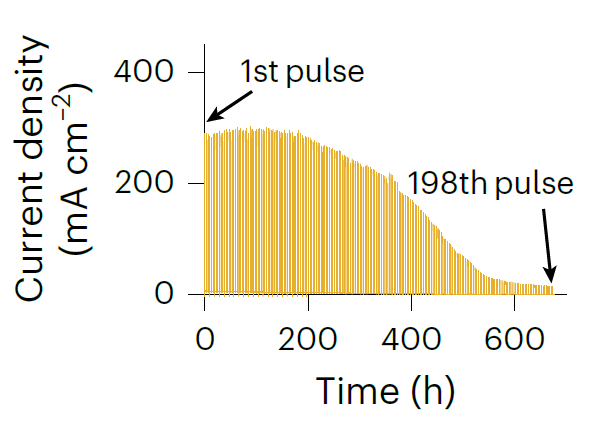 Current density
(mA cm⁻²)
400
200
0
1st pulse
198th pulse
0
200
400
600
Time (h)